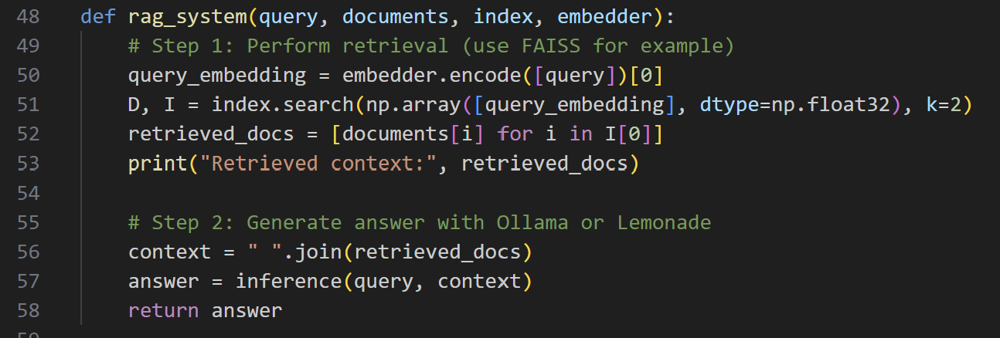 48 def rag_system(query, documents, index, embedder):
49     # Step 1: Perform retrieval (use FAISS for example)
50     query_embedding = embedder.encode([query])[0]
51     D, I = index.search(np.array([query_embedding], dtype=np.float32), k=2)
52     retrieved_docs = [documents[i] for i in I[0]]
53     print("Retrieved context:", retrieved_docs)
54
55     # Step 2: Generate answer with Ollama or Lemonade
56     context = " ".join(retrieved_docs)
57     answer = inference(query, context)
58     return answer